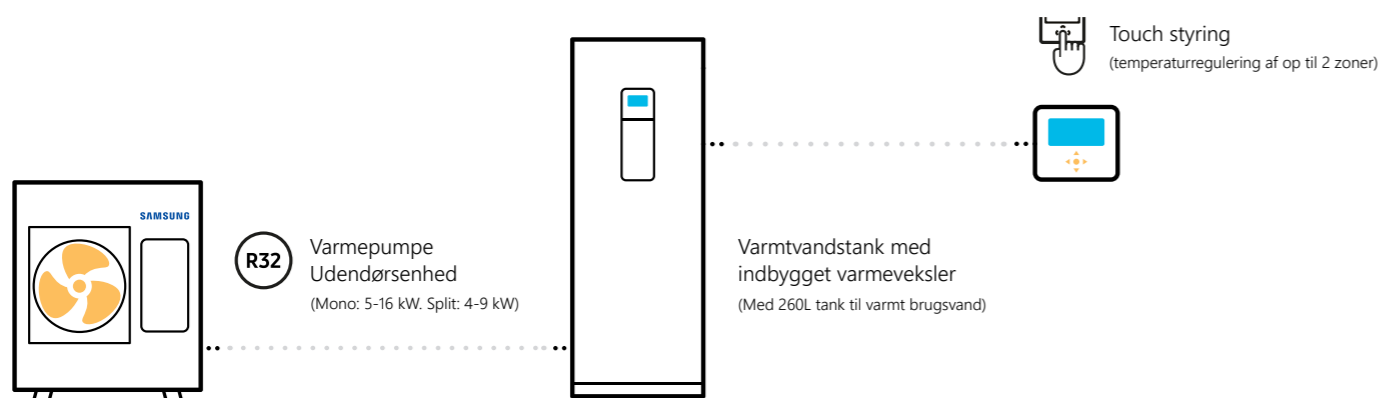 Touch styring
(temperaturregulering af op til 2 zoner)
SAMSUNG
R32
Varmepumpe
Udendørsenhed
(Mono: 5-16 kW. Split: 4-9 kW)
Varmtvandstank med
indbygget varmeveksler
(Med 260L tank til varmt brugsvand)